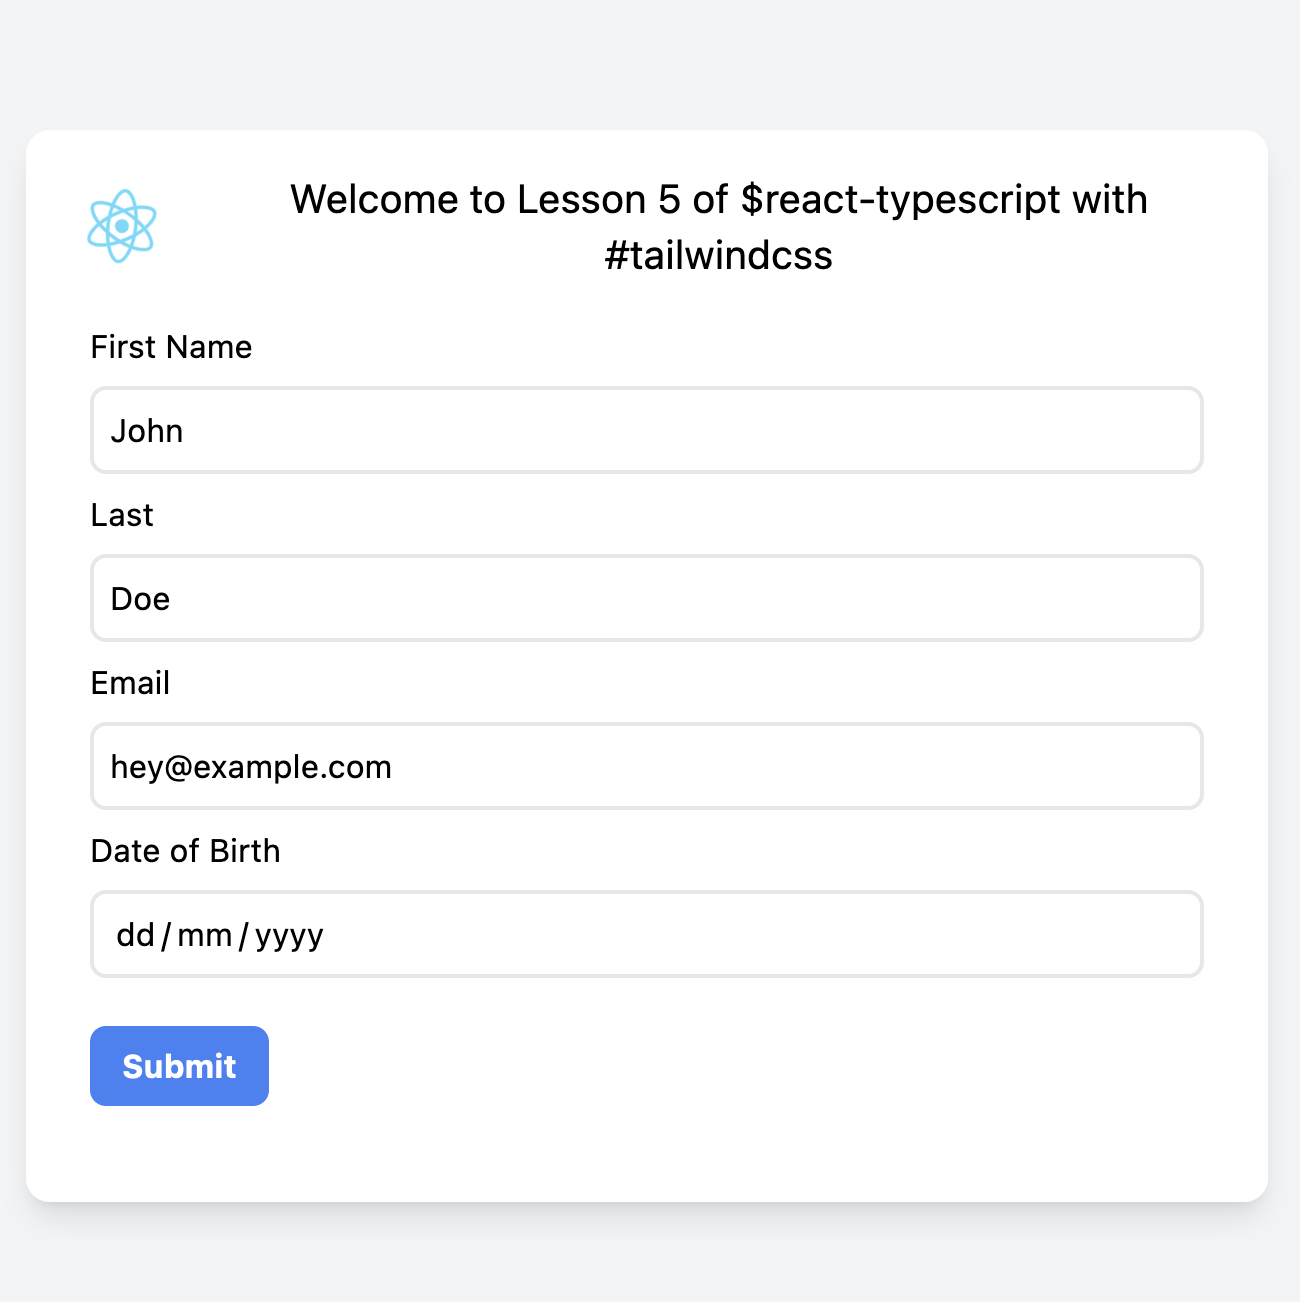 Welcome to Lesson 5 of $react-typescript with
#tailwindcss
First Name
John
Last
Doe
Email
hey@example.com
Date of Birth
dd/mm/yyyy
Submit